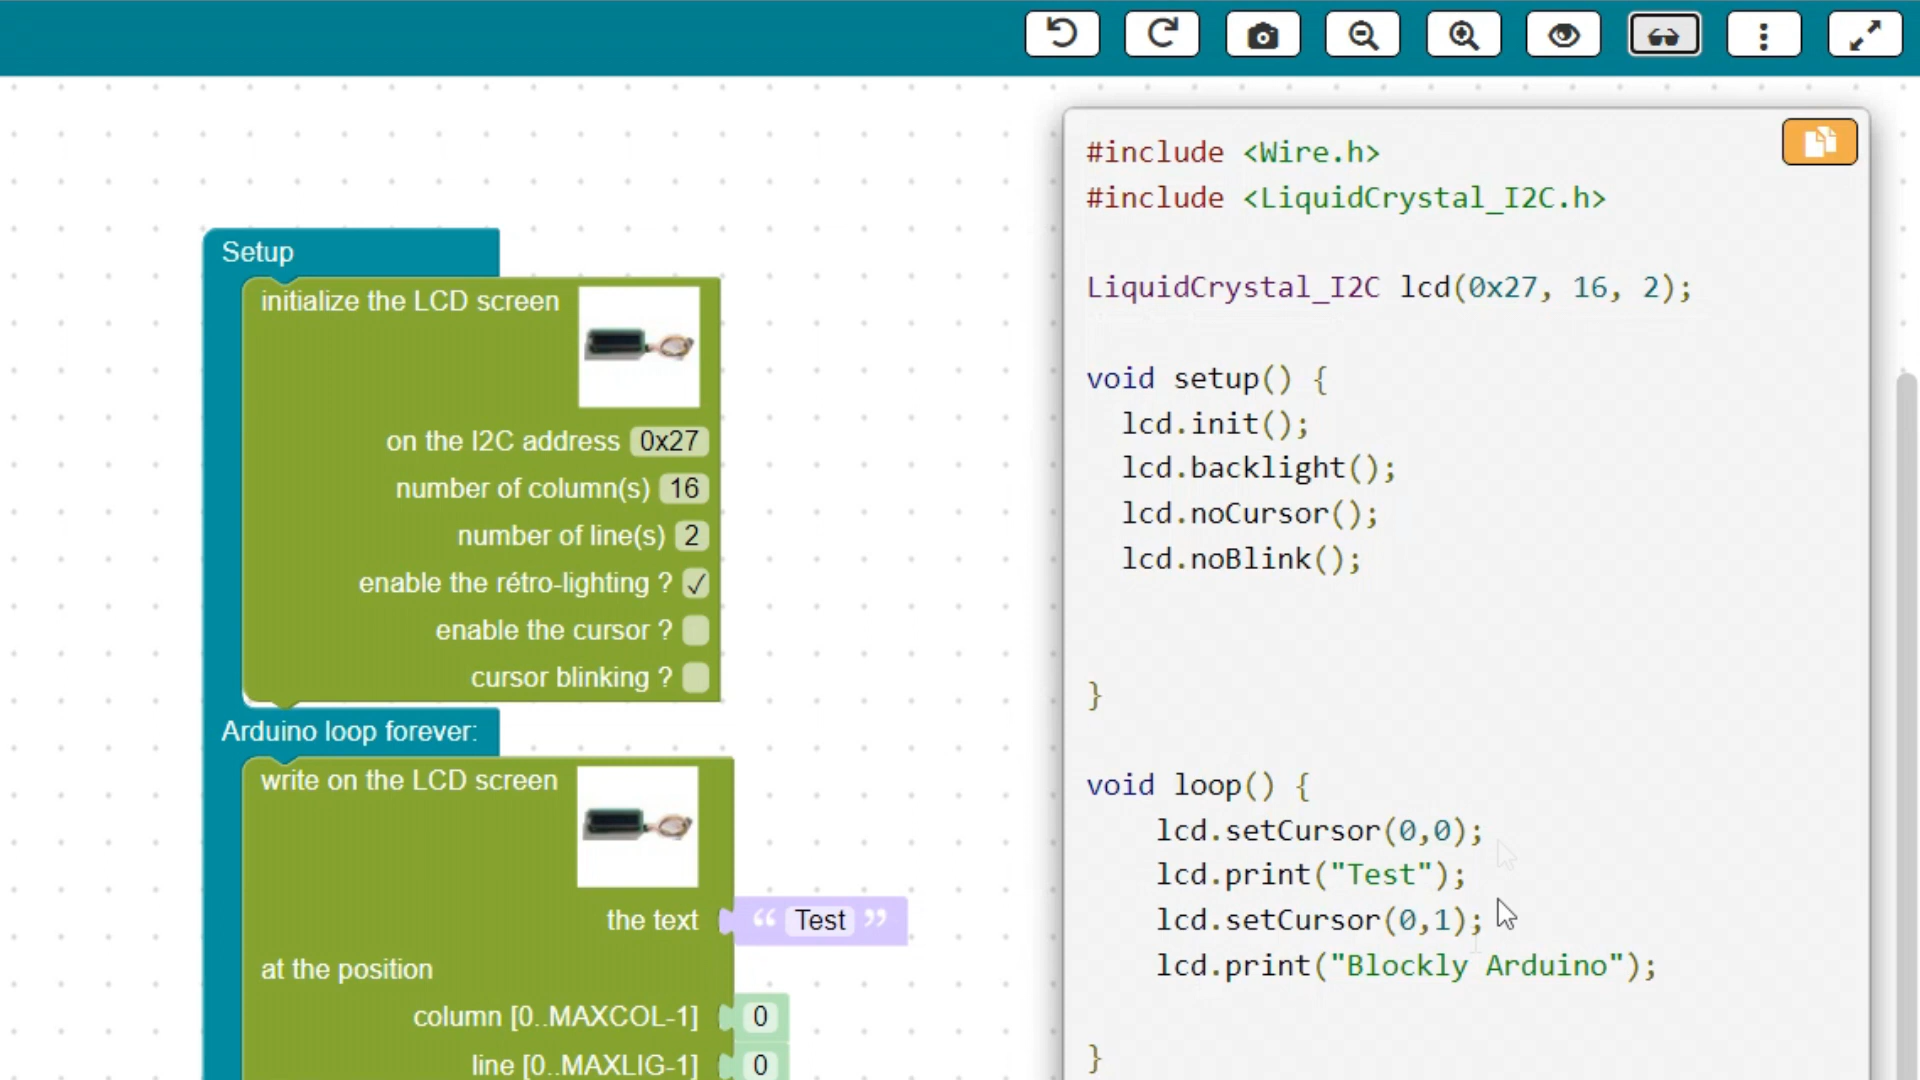 Setup
initialize the LCD screen
on the I2C address 0x27
number of column(s) 16
number of line(s) 2
enable the rétro-lighting ? ✓
enable the cursor ?
cursor blinking ?
Arduino loop forever:
write on the LCD screen
the text “ Test ”
at the position
column [0..MAXCOL-1] 0
line [0..MAXLIG-1] 0
#include <Wire.h>
#include <LiquidCrystal_I2C.h>
LiquidCrystal_I2C lcd(0x27, 16, 2);
void setup() {
lcd.init();
lcd.backlight();
lcd.noCursor();
lcd.noBlink();
}
void loop() {
lcd.setCursor(0,0);
lcd.print("Test");
lcd.setCursor(0,1);
lcd.print("Blockly Arduino");
}